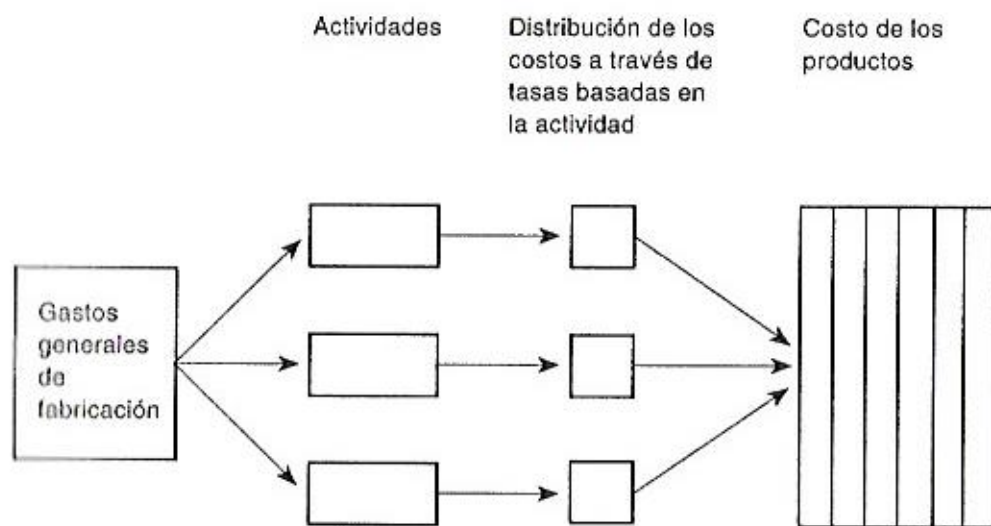 Actividades
Distribución de los
costos a través de
tasas basadas en
la actividad
Costo de los
productos
Gastos
generales
de
fabricación